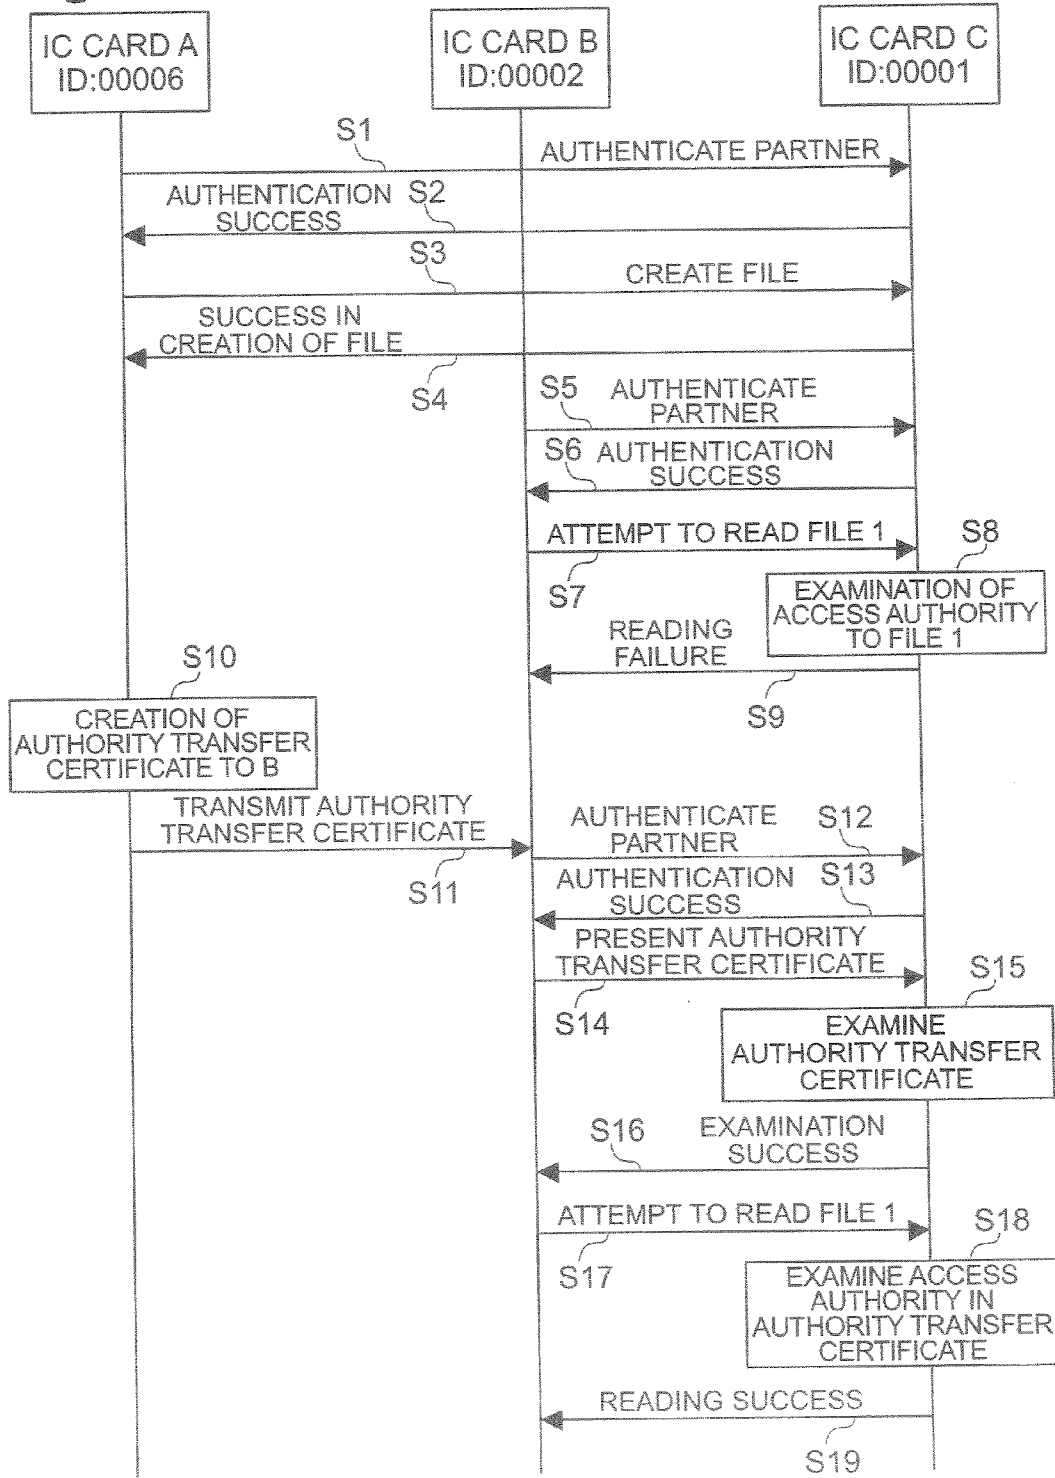 IC CARD A
ID:00006
IC CARD B
ID:00002
IC CARD C
ID:00001
S1
AUTHENTICATE PARTNER
AUTHENTICATION
SUCCESS
S2
S3
CREATE FILE
SUCCESS IN
CREATION OF FILE
S4
S5
AUTHENTICATE
PARTNER
S6
AUTHENTICATION
SUCCESS
ATTEMPT TO READ FILE 1
S7
S8
EXAMINATION OF
ACCESS AUTHORITY
TO FILE 1
READING
FAILURE
S9
S10
CREATION OF
AUTHORITY TRANSFER
CERTIFICATE TO B
TRANSMIT AUTHORITY
TRANSFER CERTIFICATE
S11
AUTHENTICATE
PARTNER
S12
AUTHENTICATION
SUCCESS
S13
PRESENT AUTHORITY
TRANSFER CERTIFICATE
S14
S15
EXAMINE
AUTHORITY TRANSFER
CERTIFICATE
S16
EXAMINATION
SUCCESS
ATTEMPT TO READ FILE 1
S17
S18
EXAMINE ACCESS
AUTHORITY IN
AUTHORITY TRANSFER
CERTIFICATE
READING SUCCESS
S19